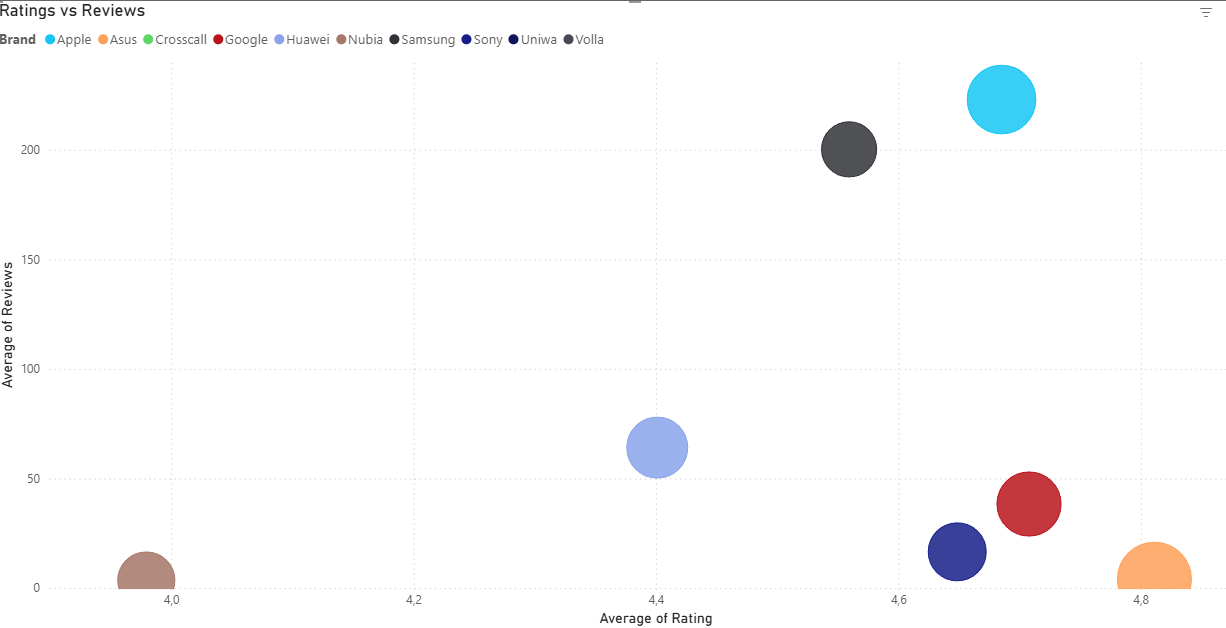 Ratings vs Reviews
Brand Apple Asus Crosscall Google Huawei Nubia Samsung Sony Uniwa Volla
Average of Reviews
200
150
100
50
0
4,0 4,2 4,4 4,6 4,8
Average of Rating